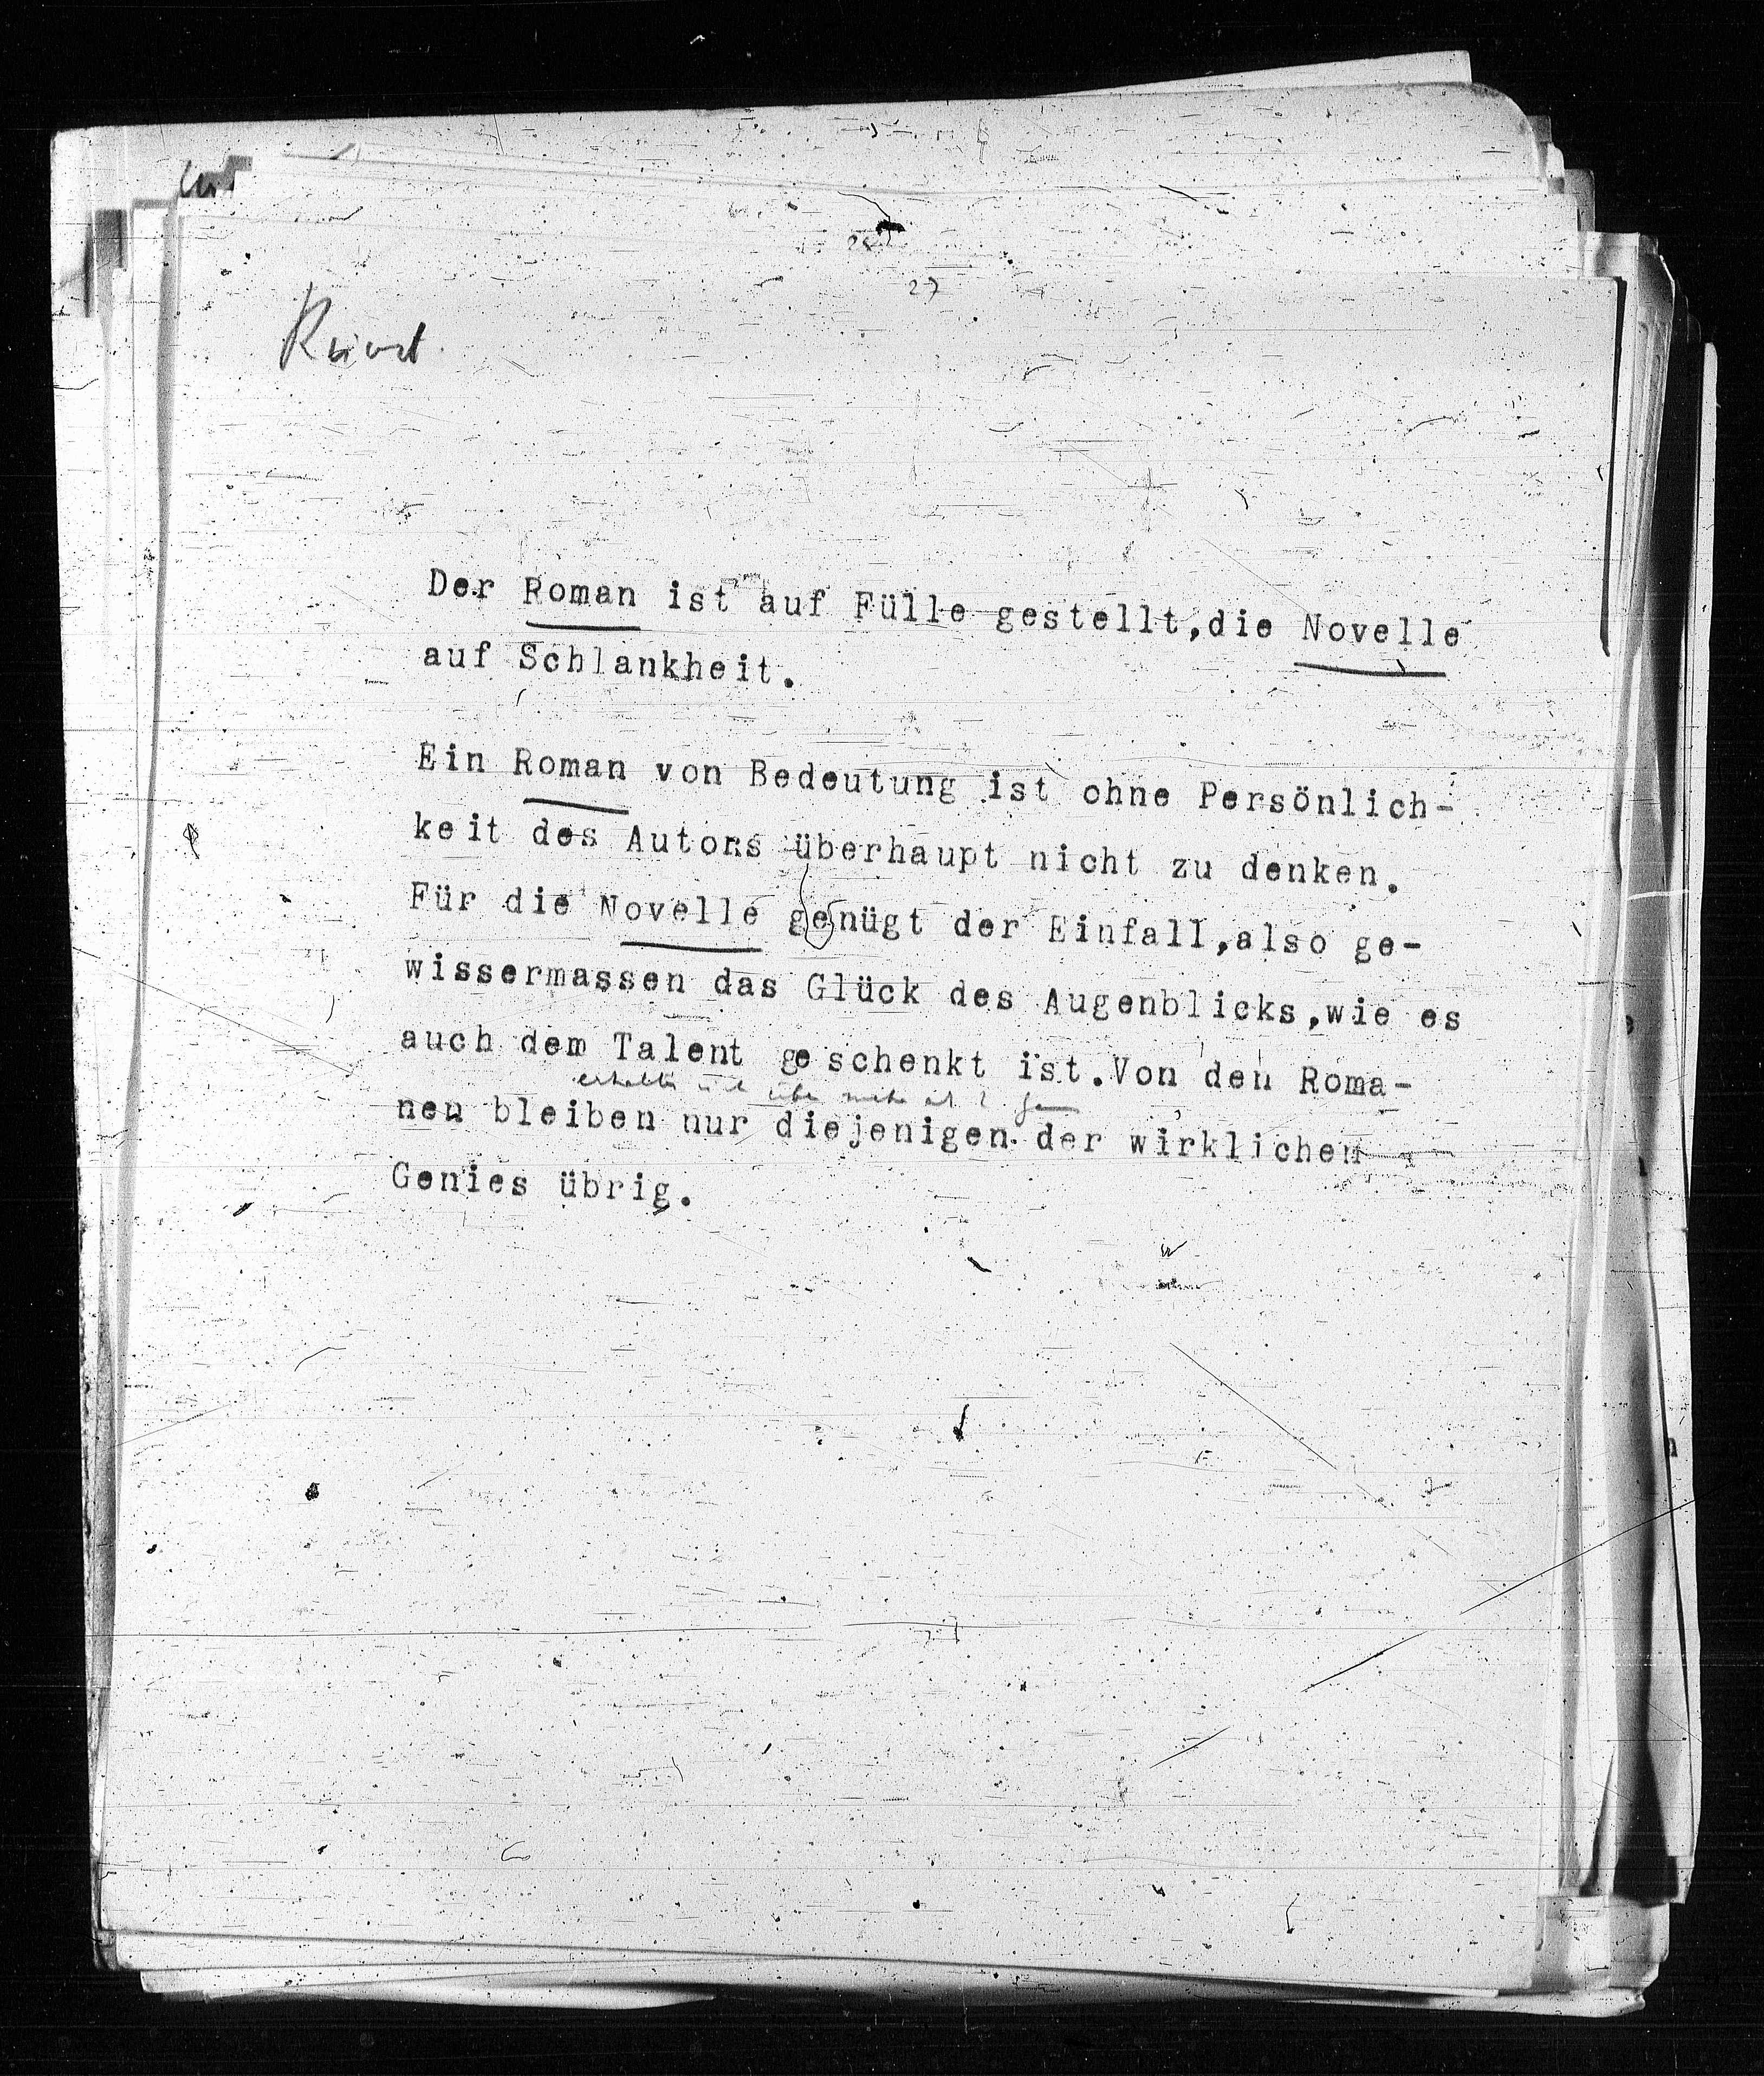 27
Kunst.
Der Roman ist auf Fülle gestellt,die Novelle
auf Schlankheit.
Ein Roman von Bedeutung ist ohne Persönlich-
keit des Autors überhaupt nicht zu denken.
Für die Novelle genügt der Einfall,also ge-
wissermassen das Glück des Augenblicks,wie es
auch dem Talent geschenkt ist.Von den Roma-
nen bleiben nur diejenigen der wirklichen
Genies übrig.